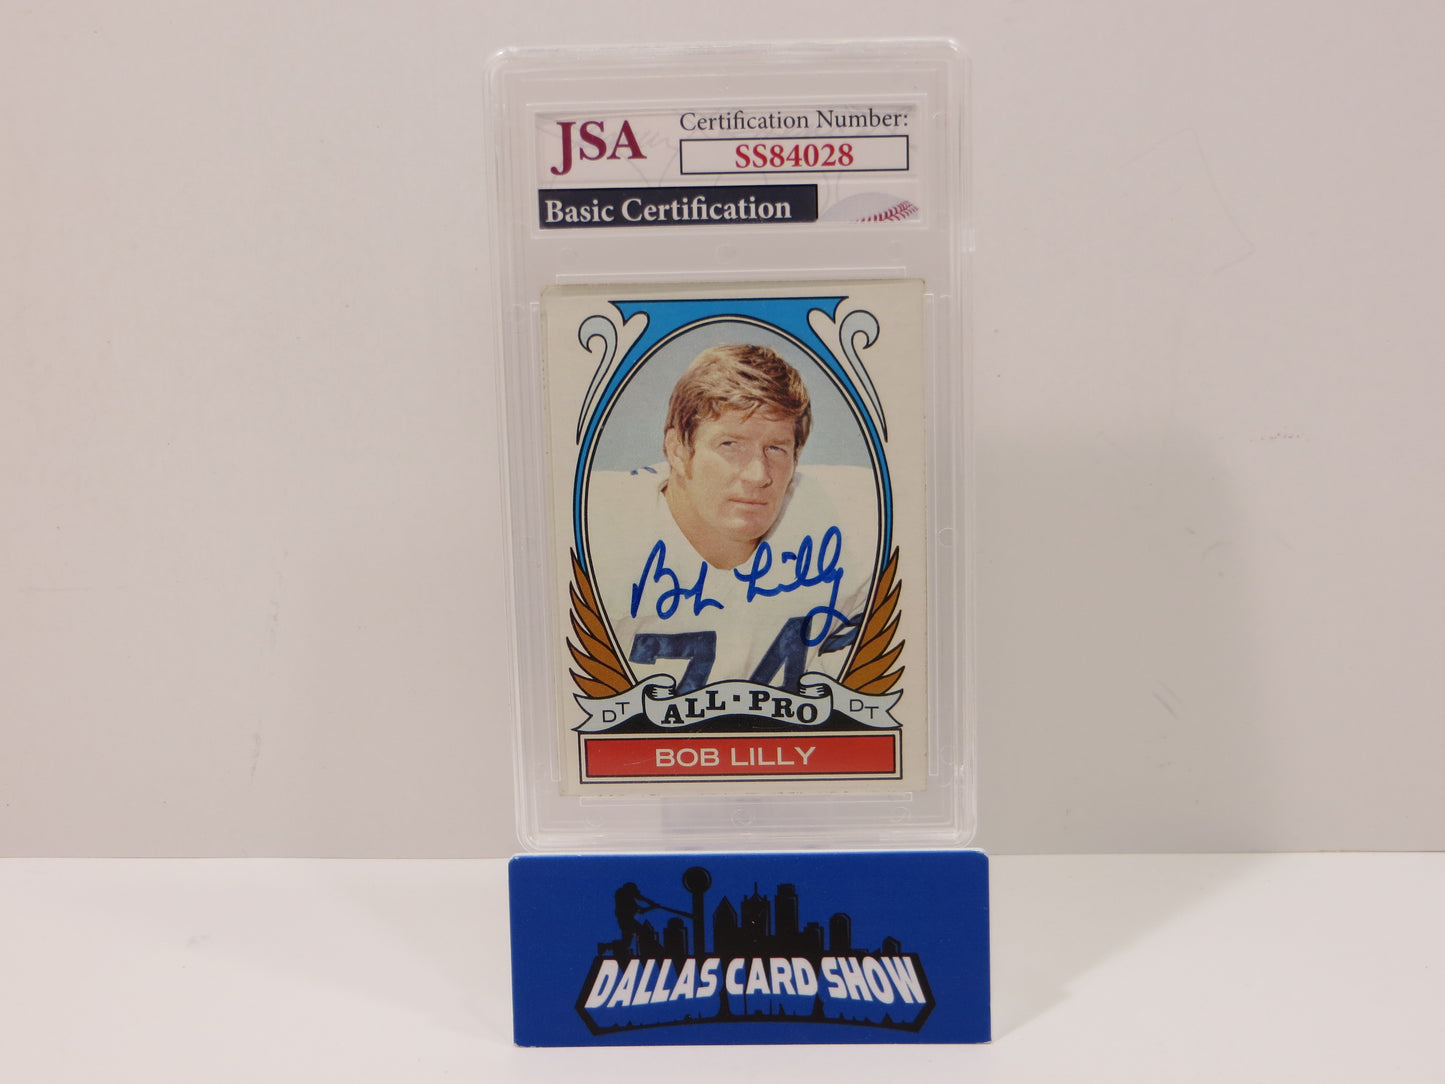 JSA
Certification Number:
SS84028
Basic Certification
Bob Lilly
74
DT ALL-PRO DT
BOB LILLY
DALLAS CARD SHOW